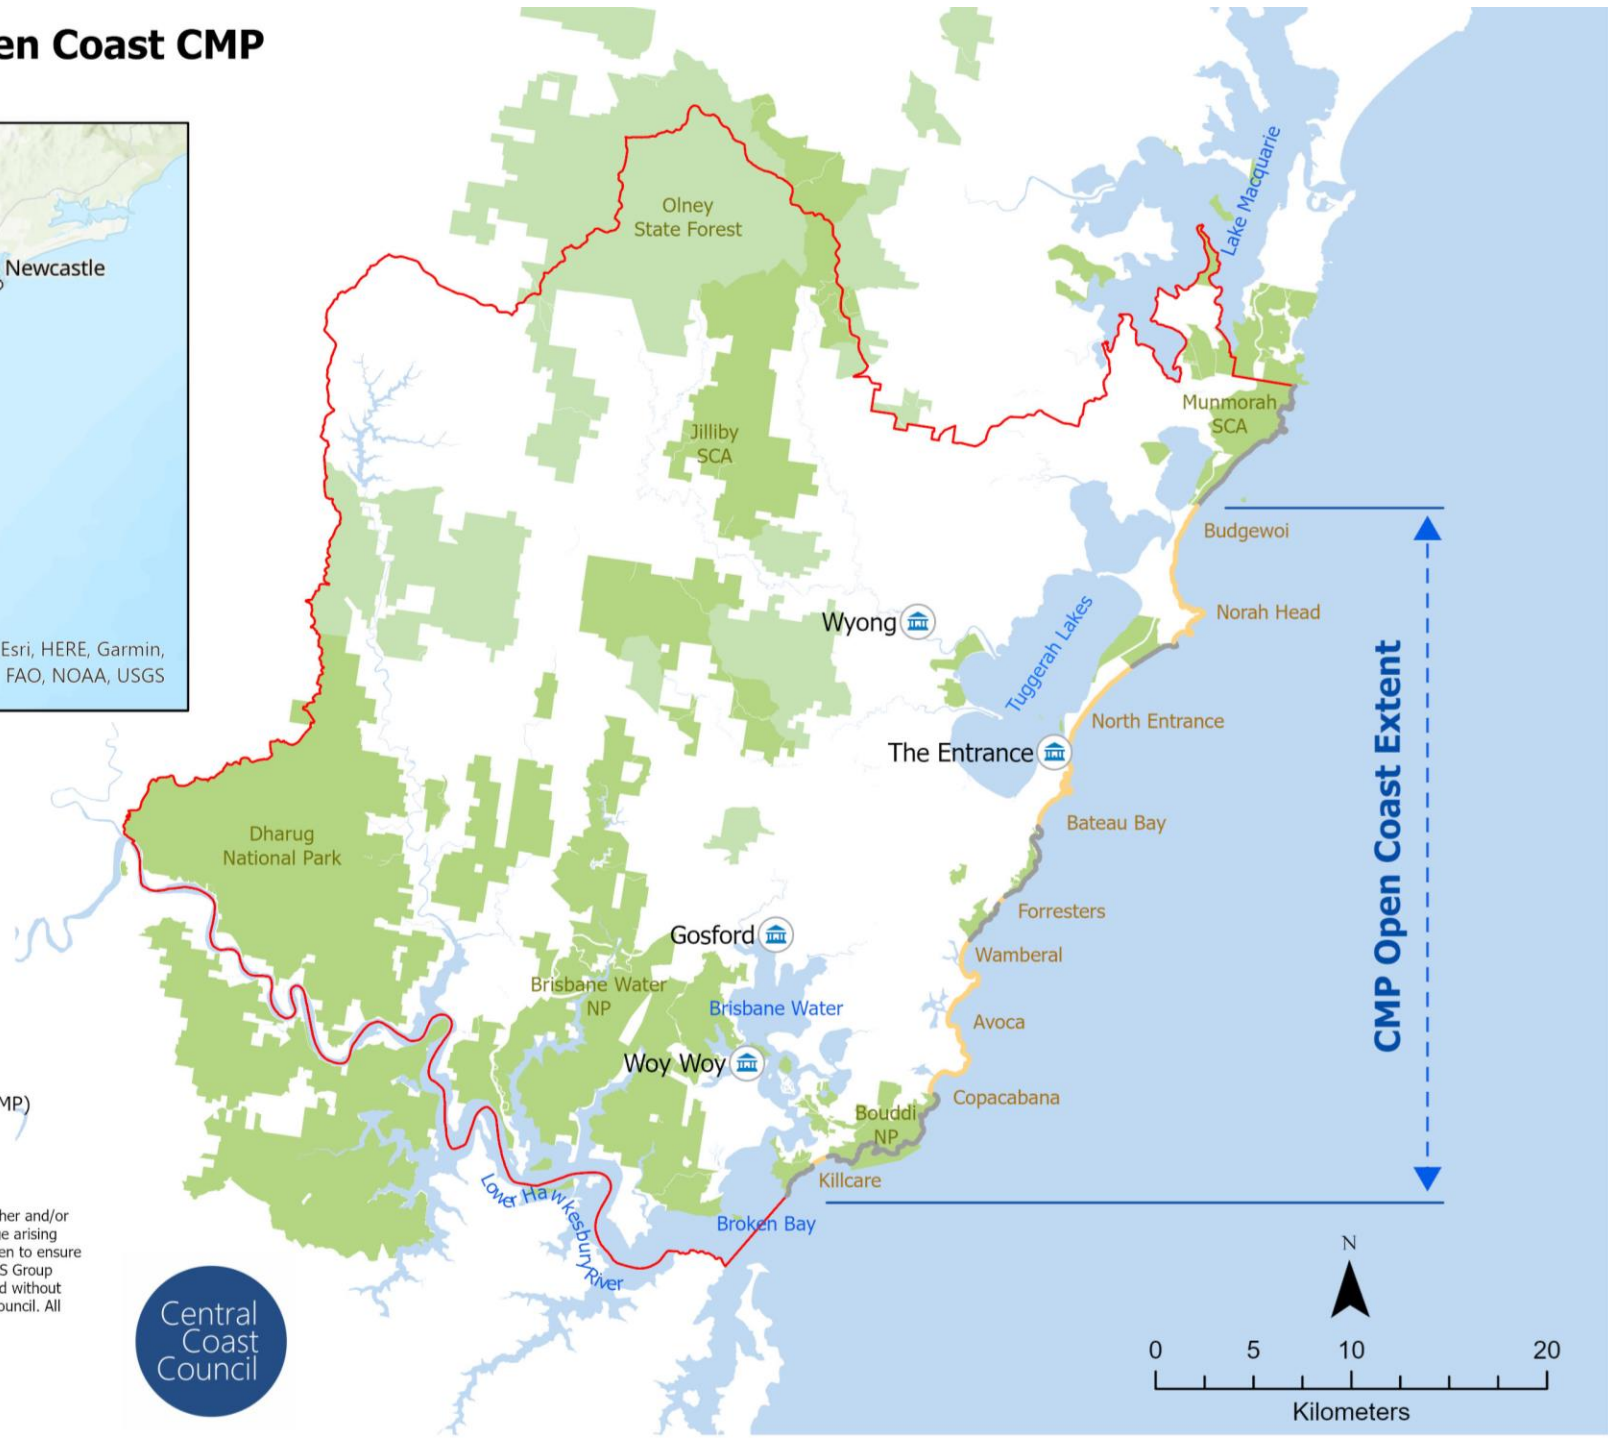 en Coast CMP
Newcastle
Esri, HERE, Garmin,
FAO, NOAA, USGS
Olney
State Forest
Lake Macquarie
Munmorah
SCA
Jilliby
SCA
Budgewoi
Norah Head
Wyong
Tuggerah Lakes
North Entrance
The Entrance
Bateau Bay
CMP Open Coast Extent
Dharug
National Park
Forresters
Gosford
Wamberal
Brisbane Water
NP
Brisbane Water
Avoca
Woy Woy
Copacabana
Bouddi
NP
Killcare
Lower Hawkesbury River
Broken Bay
MP)
her and/or
e arising
en to ensure
S Group
d without
ouncil. All
Central
Coast
Council
N
0 5 10 20
Kilometers